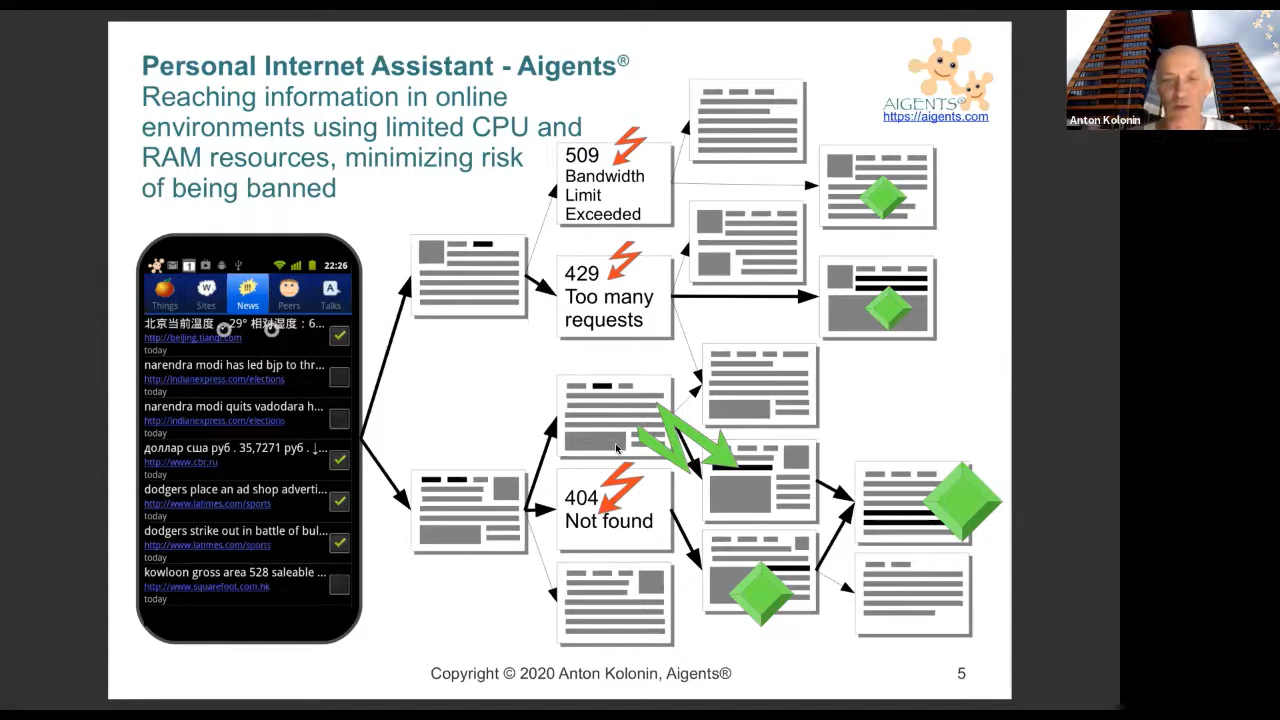 Personal Internet Assistant - Aigents®
Reaching information in online
environments using limited CPU and
RAM resources, minimizing risk
of being banned
AIGENTS®
https://aigents.com
Anton Kolonin
509
Bandwidth
Limit
Exceeded
429
Too many
requests
404
Not found
1
22:26
Things
W
Sites
News
Peers
A
Talks
北京当前温度 29° 相对湿度：6...
http://beijing.tianqi.com
today
narendra modi has led bjp to thr...
http://indianexpress.com/elections
today
narendra modi quits vadodara h...
http://indianexpress.com/elections
today
доллар сша руб . 35,7271 руб . ↓...
http://www.cbr.ru
today
dodgers place an ad shop adverti...
http://www.latimes.com/sports
today
dodgers strike out in battle of bul...
http://www.latimes.com/sports
today
kowloon gross area 528 saleable ...
http://www.squarefoot.com.hk
today
Copyright © 2020 Anton Kolonin, Aigents®
5